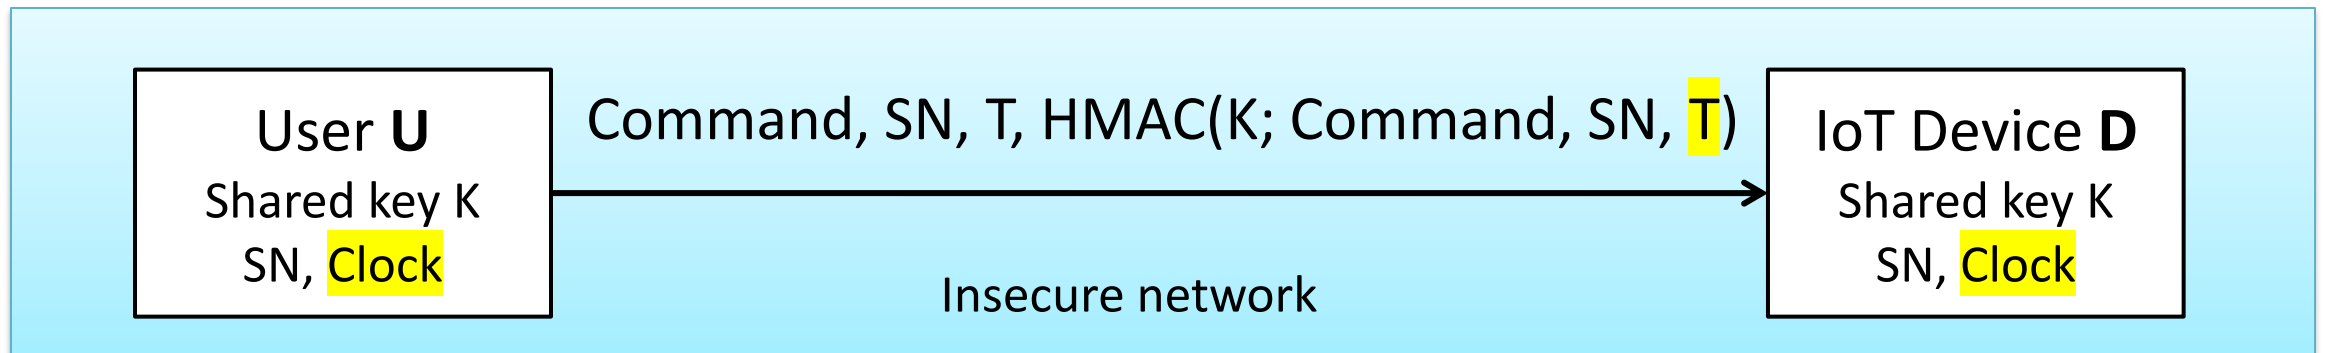 User U
Shared key K
SN, Clock
Command, SN, T, HMAC(K; Command, SN, T)
Insecure network
IoT Device D
Shared key K
SN, Clock